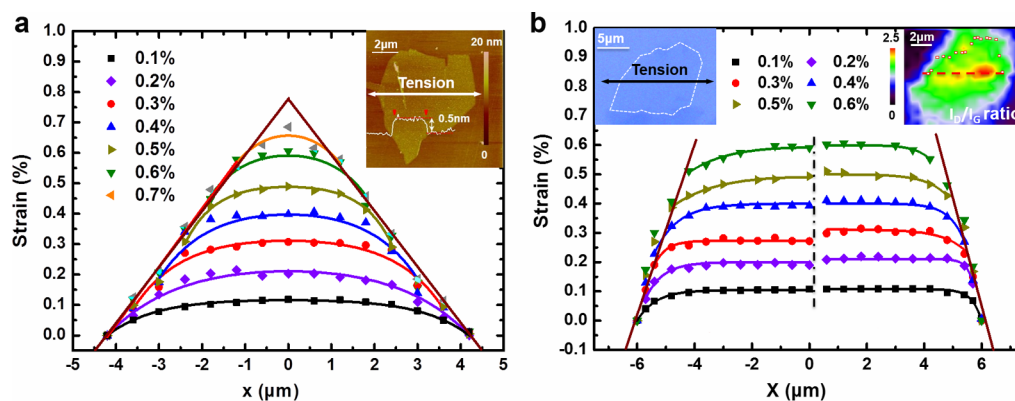 a
Strain (%)
0.8
0.7
0.6
0.5
0.4
0.3
0.2
0.1
0.0
0.1%
0.2%
0.3%
0.4%
0.5%
0.6%
0.7%
2μm
Tension
0.5nm
20 nm
0
-5 -4 -3 -2 -1 0 1 2 3 4 5
x (μm)
b
Strain (%)
1.0
0.9
0.8
0.7
0.6
0.5
0.4
0.3
0.2
0.1
0.0
-0.1
5μm
Tension
0.1% 0.2%
0.3% 0.4%
0.5% 0.6%
2.5
0
2μm
ID/IG ratio
-6 -4 -2 0 2 4 6
X (μm)